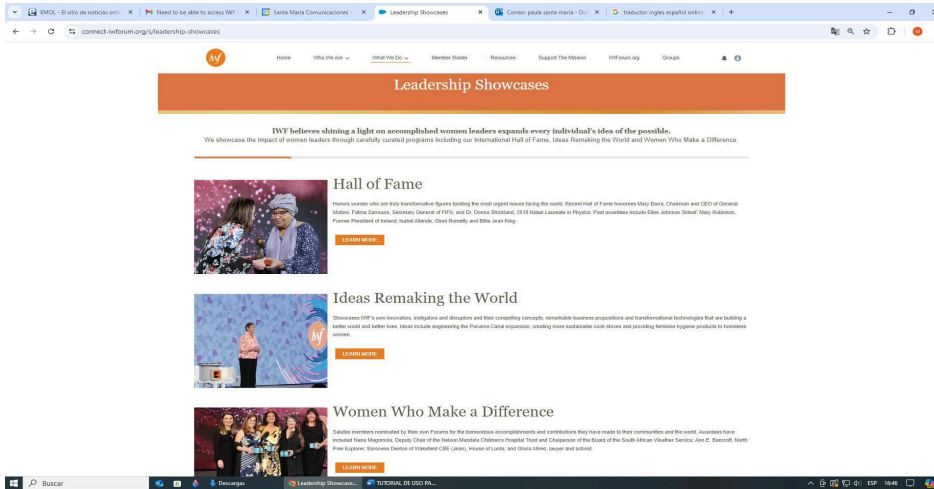 EMOL - El sitio de noticias onli
Need to be able to access IWF
Santa Maria Comunicaciones -
Leadership Showcases
Correo: paula santa maria - Out
traductor ingles español online
connect-iwforum.org/s/leadership-showcases
M
Home
Who We Are
What We Do
Member Roster
Resources
Support The Mission
IWForum.org
Groups
Leadership Showcases
IWF believes shining a light on accomplished women leaders expands every individual's idea of the possible.
We showcase the impact of women leaders through carefully curated programs including our International Hall of Fame, Ideas Remaking the World and Women Who Make a Difference.
Hall of Fame
Honors women who are truly transformative figures tackling the most urgent issues facing the world. Recent Hall of Fame honorees Mary Barra, Chairman and CEO of General
Motors; Fatma Samoura, Secretary General of FIFA; and Dr. Donna Strickland, 2018 Nobel Laureate in Physics. Past awardees include Ellen Johnson Sirleaf; Mary Robinson,
Former President of Ireland; Isabel Allende; Ginni Rometty and Billie Jean King.
LEARN MORE
Ideas Remaking the World
Showcases IWF's own innovators, instigators and disruptors and their compelling concepts, remarkable business propositions and transformational technologies that are building a
better world and better lives. Ideas include engineering the Panama Canal expansion, creating more sustainable cook stoves and providing feminine hygiene products to homeless
women.
LEARN MORE
Women Who Make a Difference
Salutes members nominated by their own Forums for the tremendous accomplishments and contributions they have made to their communities and the world. Awardees have
included Nana Magomola, Deputy Chair of the Nelson Mandela Children's Hospital Trust and Chairperson of the Board of the South African Weather Service; Ann E. Bancroft, North
Pole Explorer; Baroness Denton of Wakefield CBE (Jean), House of Lords; and Gloria Allred, lawyer and activist.
LEARN MORE
Buscar
Descargas
Leadership Showcase...
TUTORIAL DE USO PA...
ESP
16:46